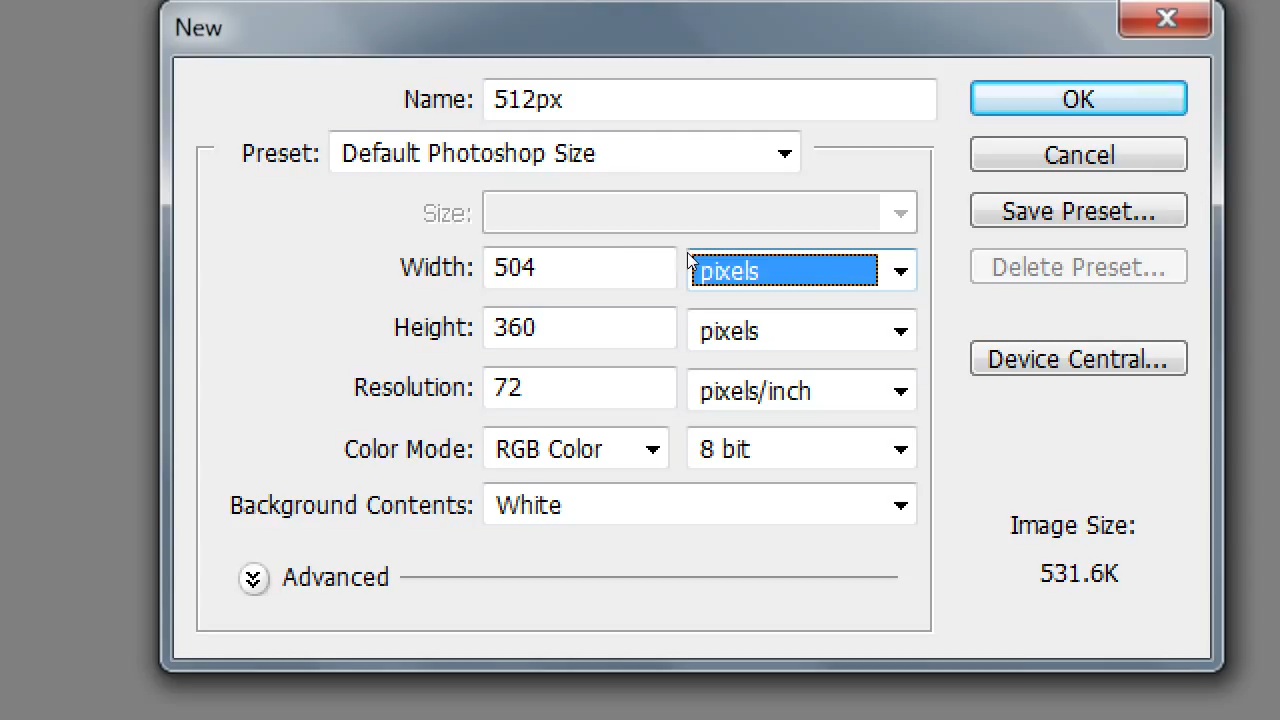 New
Name: 512px
OK
Preset: Default Photoshop Size
Cancel
Size:
Save Preset...
Width: 504 pixels
Delete Preset...
Height: 360 pixels
Device Central...
Resolution: 72 pixels/inch
Color Mode: RGB Color 8 bit
Background Contents: White
Image Size:
531.6K
Advanced